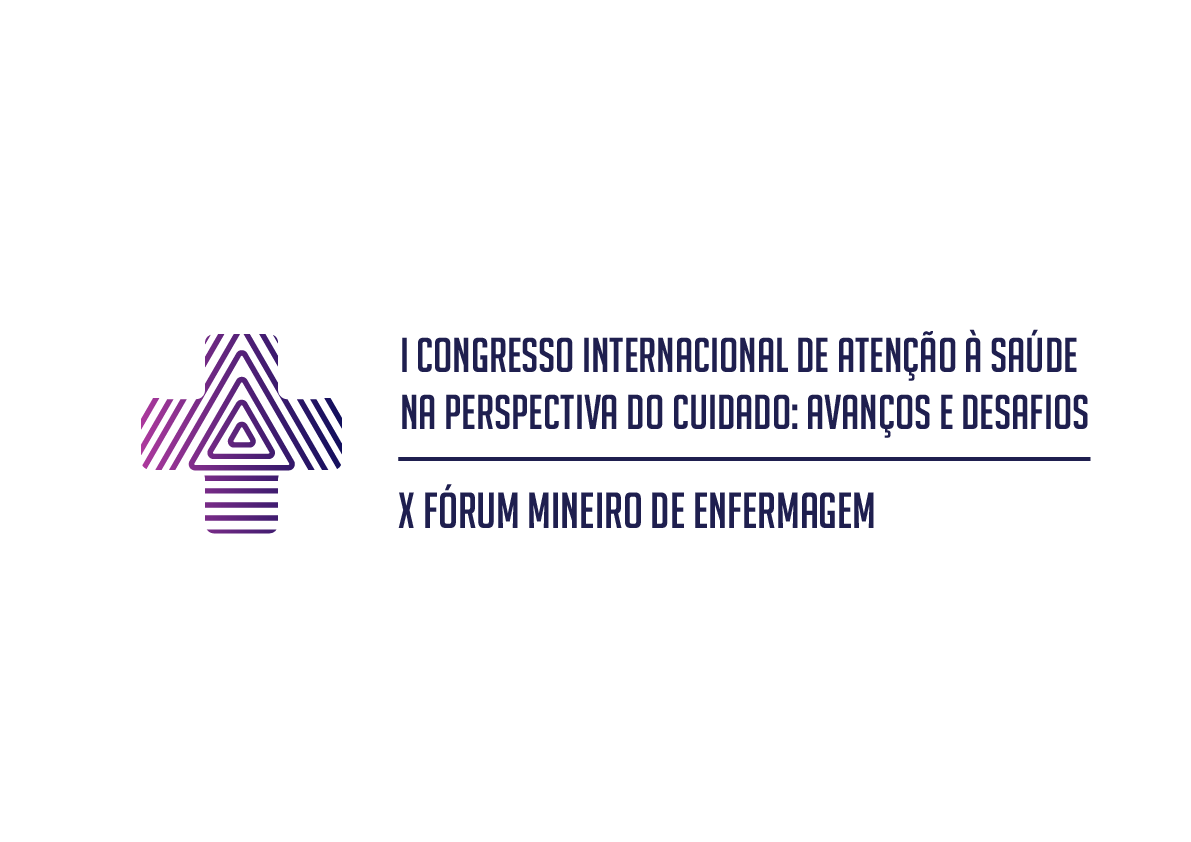 I CONGRESSO INTERNACIONAL DE ATENÇÃO À SAÚDE
NA PERSPECTIVA DO CUIDADO: AVANÇOS E DESAFIOS
X FÓRUM MINEIRO DE ENFERMAGEM